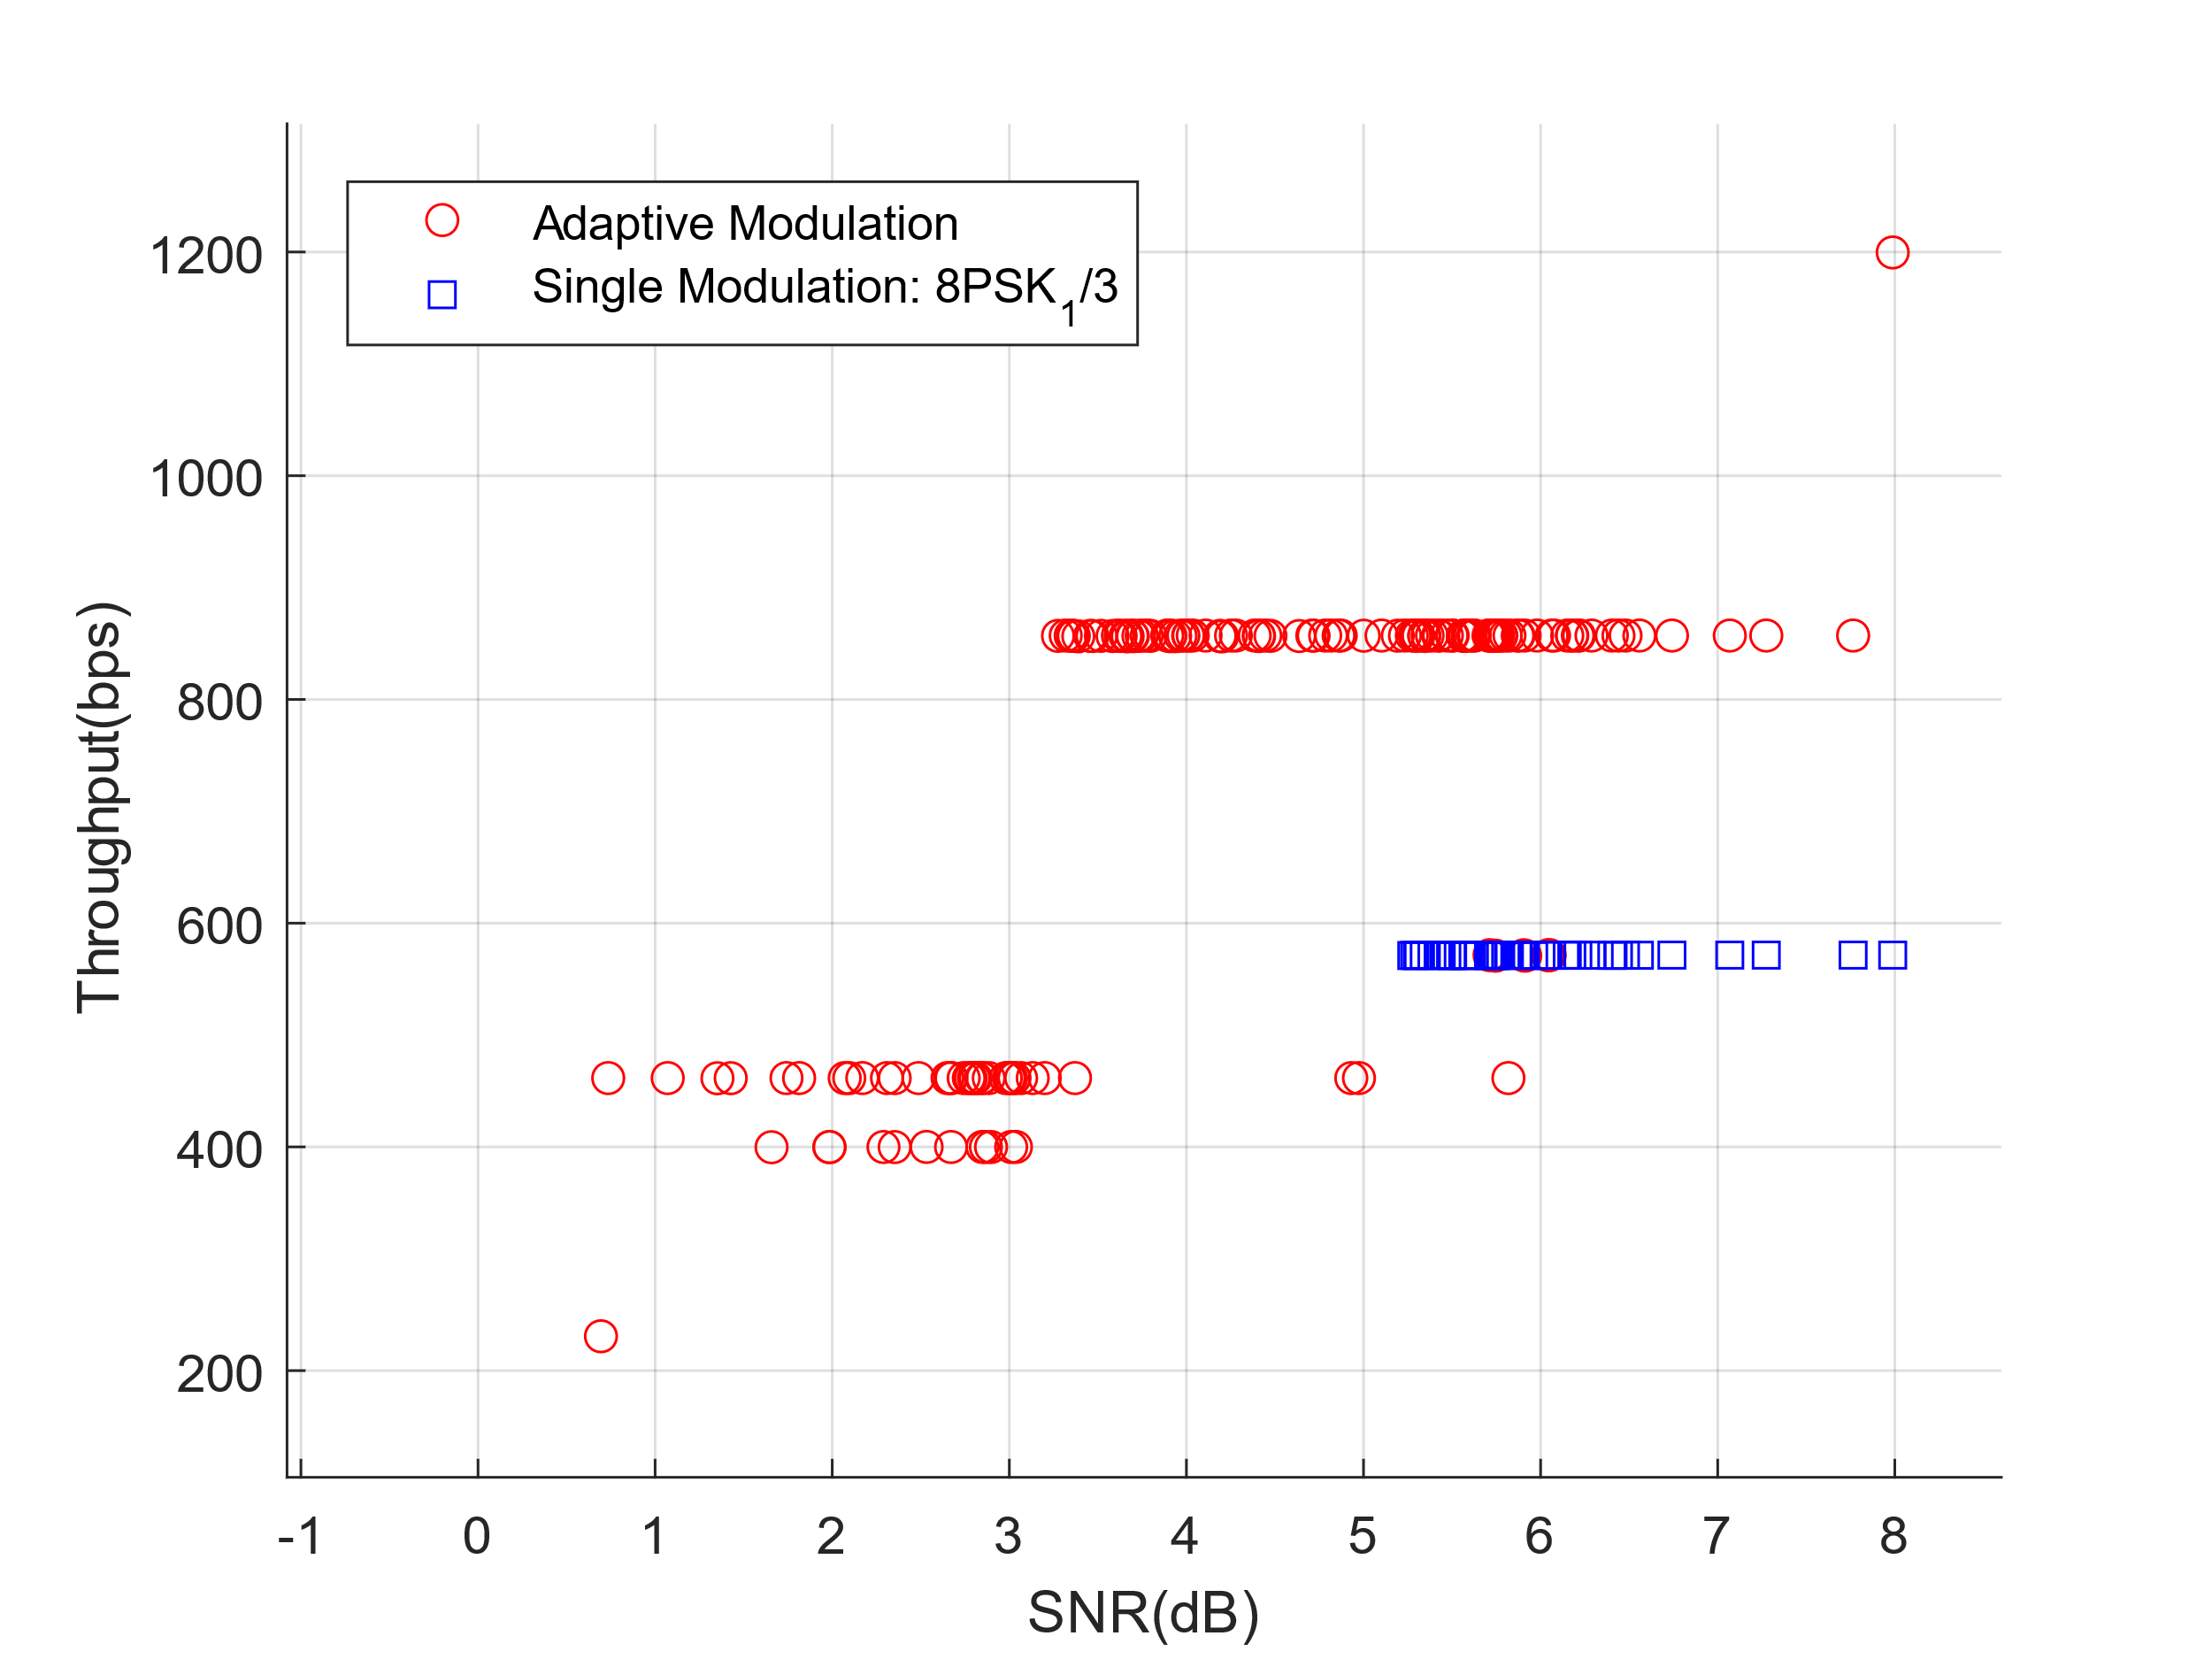 Adaptive Modulation
Single Modulation: 8PSK₁/3
1200
1000
800
600
400
200
Throughput(bps)
-1 0 1 2 3 4 5 6 7 8
SNR(dB)